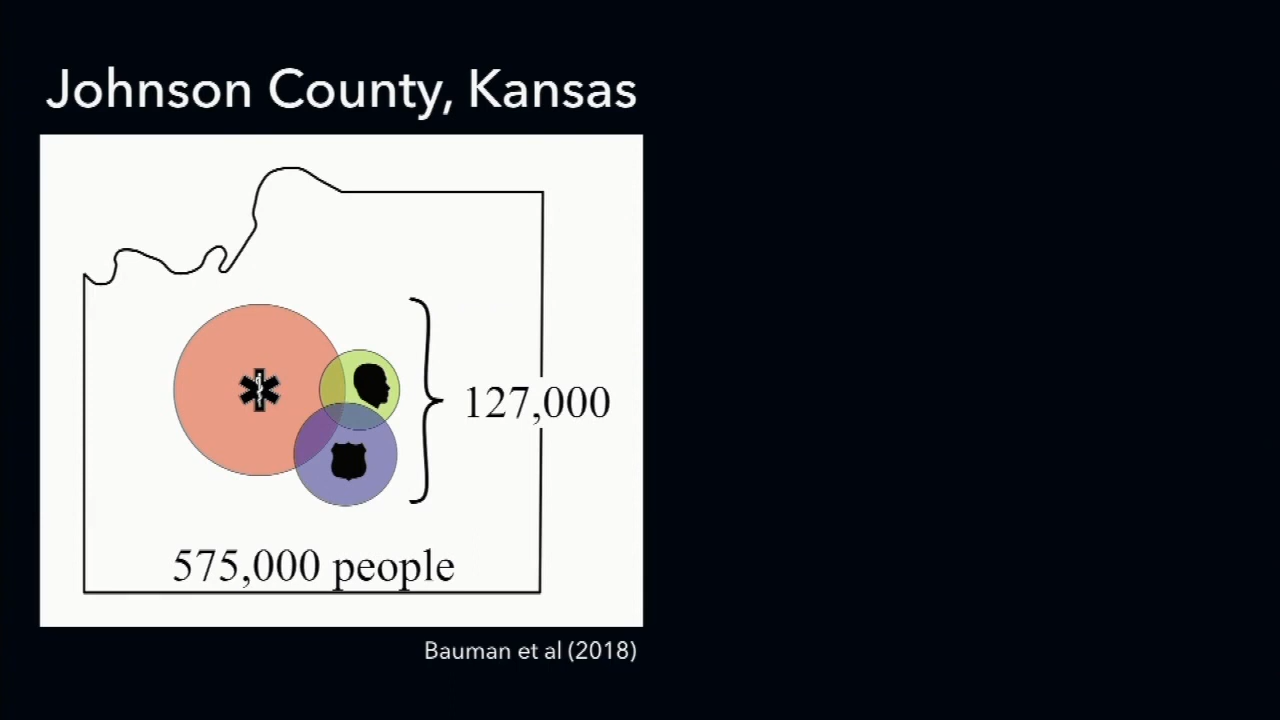 Johnson County, Kansas
127,000
575,000 people
Bauman et al (2018)